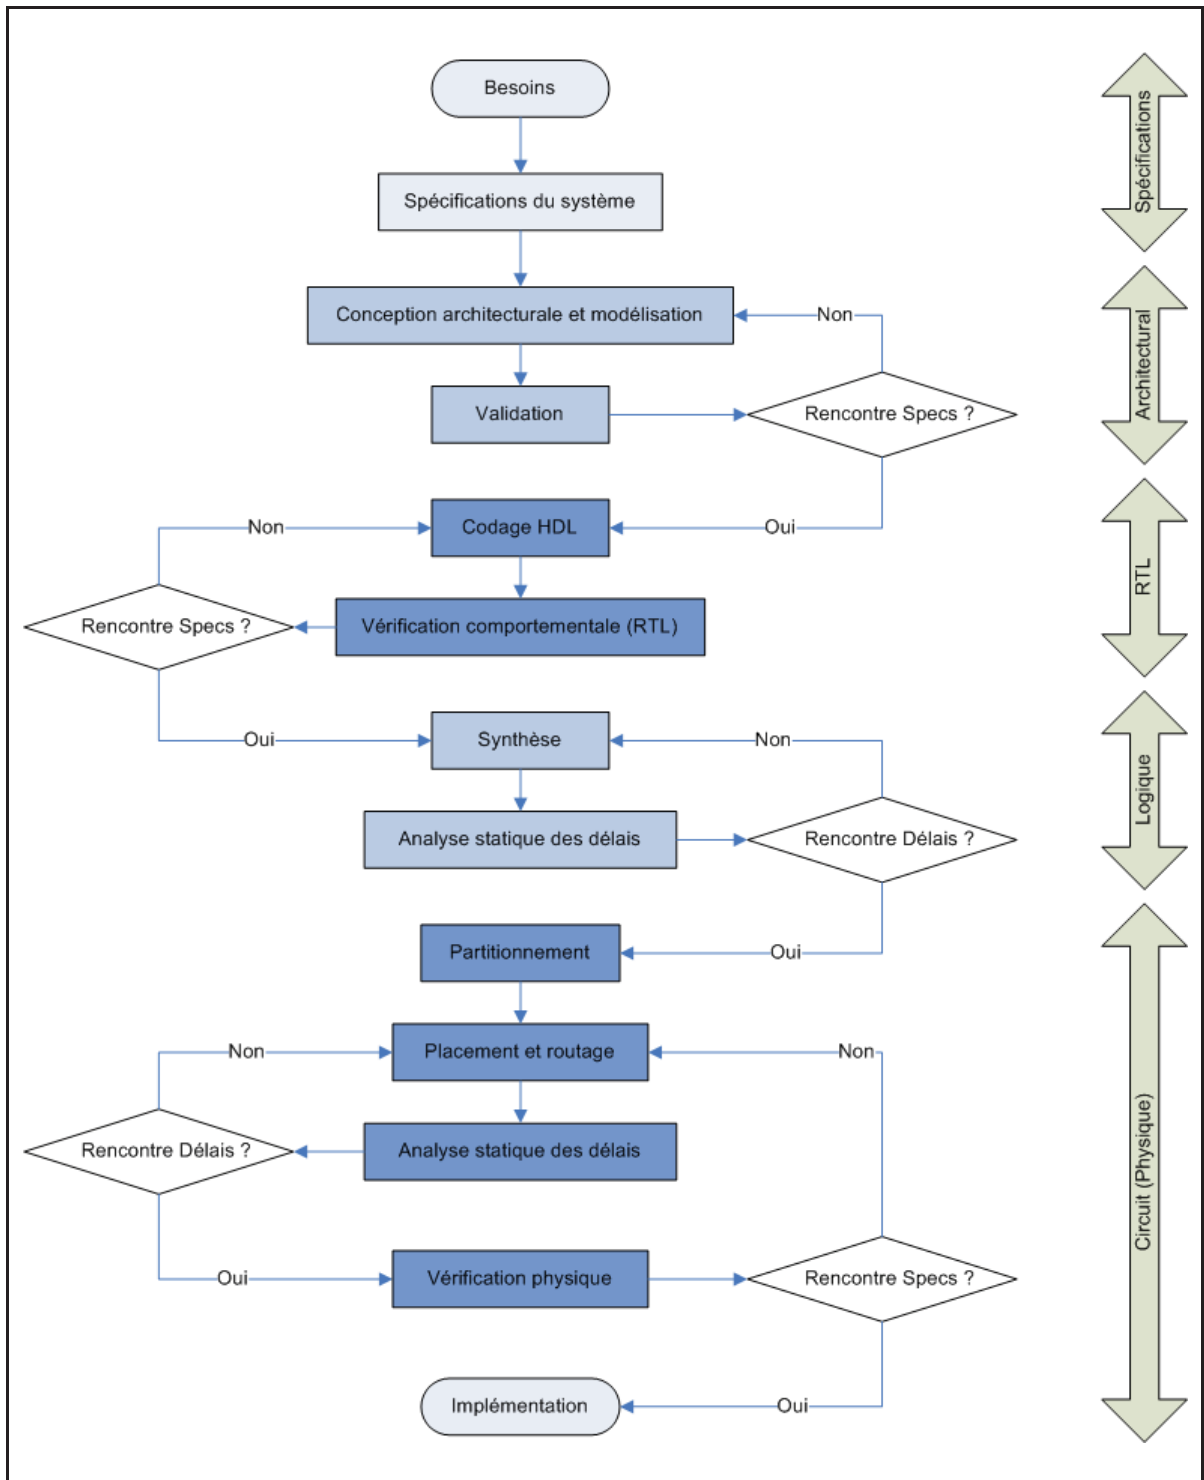 Besoins
Spécifications du système
Spécifications
Conception architecturale et modélisation
Non
Validation
Rencontre Specs ?
Architectural
Non
Codage HDL
Oui
Rencontre Specs ?
Vérification comportementale (RTL)
RTL
Oui
Synthèse
Non
Analyse statique des délais
Rencontre Délais ?
Logique
Partitionnement
Oui
Non
Placement et routage
Non
Rencontre Délais ?
Analyse statique des délais
Oui
Vérification physique
Rencontre Specs ?
Circuit (Physique)
Implémentation
Oui